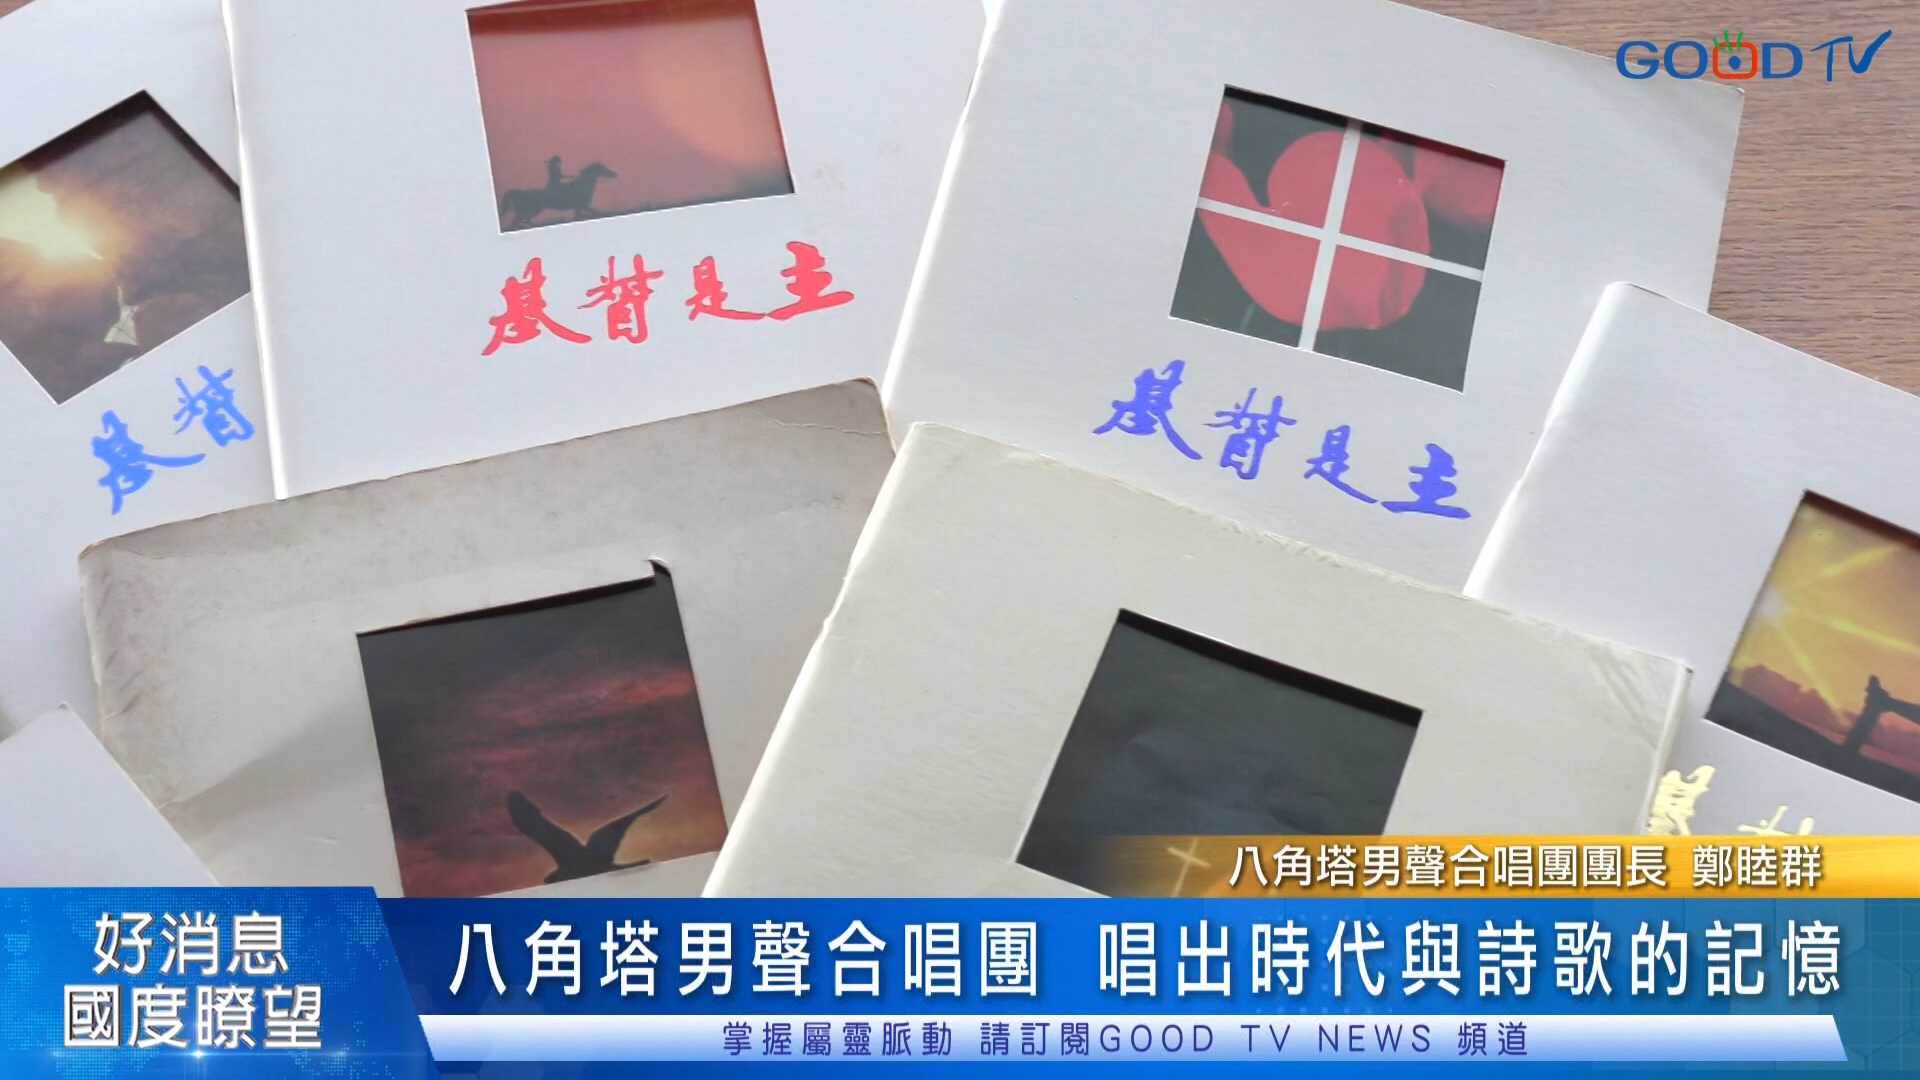 GOOD TV
基督是主
基督是主
基督
八角塔男聲合唱團團長 鄭睦群
好消息
國度瞭望
八角塔男聲合唱團 唱出時代與詩歌的記憶
掌握屬靈脈動 請訂閱GOOD TV NEWS 頻道